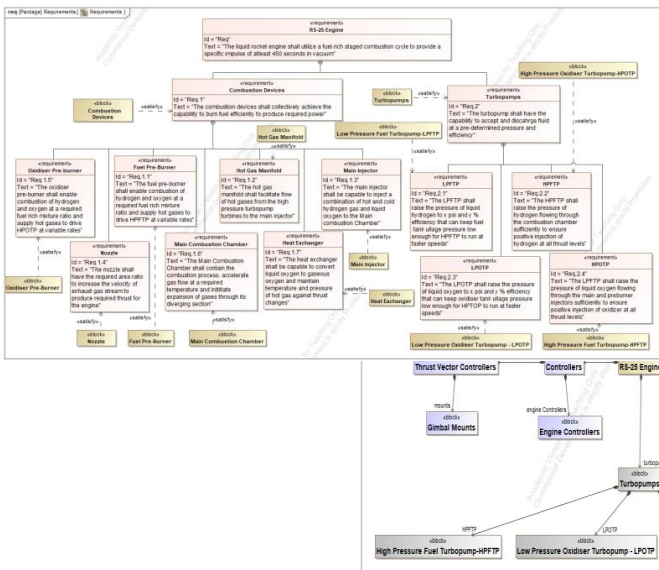 req [Package] Requirements [ Requirements ]
«requirement»
RS-25 Engine
Id = "Req"
Text = "The liquid rocket engine shall utilize a fuel rich staged combustion cycle to provide a
specific impulse of atleast 450 seconds in vacuum"
«block»
High Pressure Oxidiser Turbopump-HPOTP
«requirement»
Combustion Devices
Id = "Req.1"
Text = "The combustion devices shall collectively achieve the
capability to burn fuel efficiently to produce required power"
«block»
Combustion
Devices
«satisfy»
«block»
Turbopumps
«satisfy»
«requirement»
Turbopumps
Id = "Req.2"
Text = "The turbopump shall have the
capability to accept and discahrge fluid
at a pre-determined pressure and
efficiency"
«satisfy»
«block»
Hot Gas Manifold
«satisfy»
«block»
Low Pressure Fuel Turbopump-LPFTP
«satisfy»
«requirement»
Oxidiser Pre-Burner
Id = "Req.1.5"
Text = "The oxidiser
pre-burner shall enable
combustion of hydrogen
and oxygen at a required
fuel rich mixture ratio and
supply hot gases to drive
HPOTP at variable rates"
«requirement»
Fuel Pre-Burner
Id = "Req.1.1"
Text = "The fuel pre-burner
shall enable combustion of
hydrogen and oxygen at a
required fuel rich mixture
ratio and supply hot gases to
drive HPFTP at variable rates"
«requirement»
Hot Gas Manifold
Id = "Req.1.2"
Text = "The hot gas
manifold shall facilitate flow
of hot gases from the high
pressure turbopump
turbines to the main injector"
«requirement»
Main Injector
Id = "Req.1.3"
Text = "The main injector
shall be capable to inject a
combination of hot and cold
hydrogen gas and liquid
oxygen to the Main
Combustion Chamber"
«requirement»
LPFTP
Id = "Req.2.1"
Text = "The LPFTP shall
raise the pressure of liquid
hydrogen to x psi and y %
efficiency that can keep fuel
tank ullage pressure low
enough for HPFTP to run at
faster speeds"
«requirement»
HPFTP
Id = "Req.2.2"
Text = "The HPFTP shall
raise the pressure of
hydrogen flowing through
the combustion chamber
sufficiently to ensure
positive injection of
hydrogen at all thrust levels"
«requirement»
Nozzle
Id = "Req.1.4"
Text = "The nozzle shall
have the required area ratio
to increase the velocity of
exhaust gas stream to
produce required thrust for
the engine"
«requirement»
Main Combustion Chamber
Id = "Req.1.6"
Text = "The Main Combustion
Chamber shall contain the
combustion process, accelerate
gas flow at a required
temperature and inititate
expansion of gases through its
diverging section"
«requirement»
Heat Exchanger
Id = "Req.1.7"
Text = "The heat exchanger
shall be capable to convert
liquid oxygen to gaseous
oxygen and maintain
temperature and pressure
of hot gas against thrust
changes"
«satisfy»
«block»
Main Injector
«requirement»
LPOTP
Id = "Req.2.3"
Text = "The LPOTP shall raise the
pressure of liquid oxygen to x psi and y % efficiency
that can keep oxidiser tank ullage pressure
low enough for HPTOP to run at faster
speeds"
«requirement»
HPOTP
Id = "Req.2.4"
Text = "The LPFTP shall raise the
pressure of liquid oxygen flowing
through the main and preburner
injectors sufficiently to ensure
positive injection of oxidizer at all
thrust levels"
«satisfy»
«block»
Oxidiser Pre-Burner
«satisfy»
«block»
Nozzle
«satisfy»
«block»
Fuel Pre-Burner
«satisfy»
«block»
Main Combustion Chamber
«satisfy»
«block»
Heat Exchanger
«satisfy»
«block»
Low Pressure Oxidiser Turbopump - LPOTP
«satisfy»
«block»
High Pressure Fuel Turbopump-HPFTP
Thrust Vector Controllers
Controllers
RS-25 Engine
mounts
«block»
Gimbal Mounts
engine Controllers
«block»
Engine Controllers
turbopu
«block»
Turbopumps
HPFTP
«block»
High Pressure Fuel Turbopump-HPFTP
LPOTP
«block»
Low Pressure Oxidiser Turbopump - LPOTP